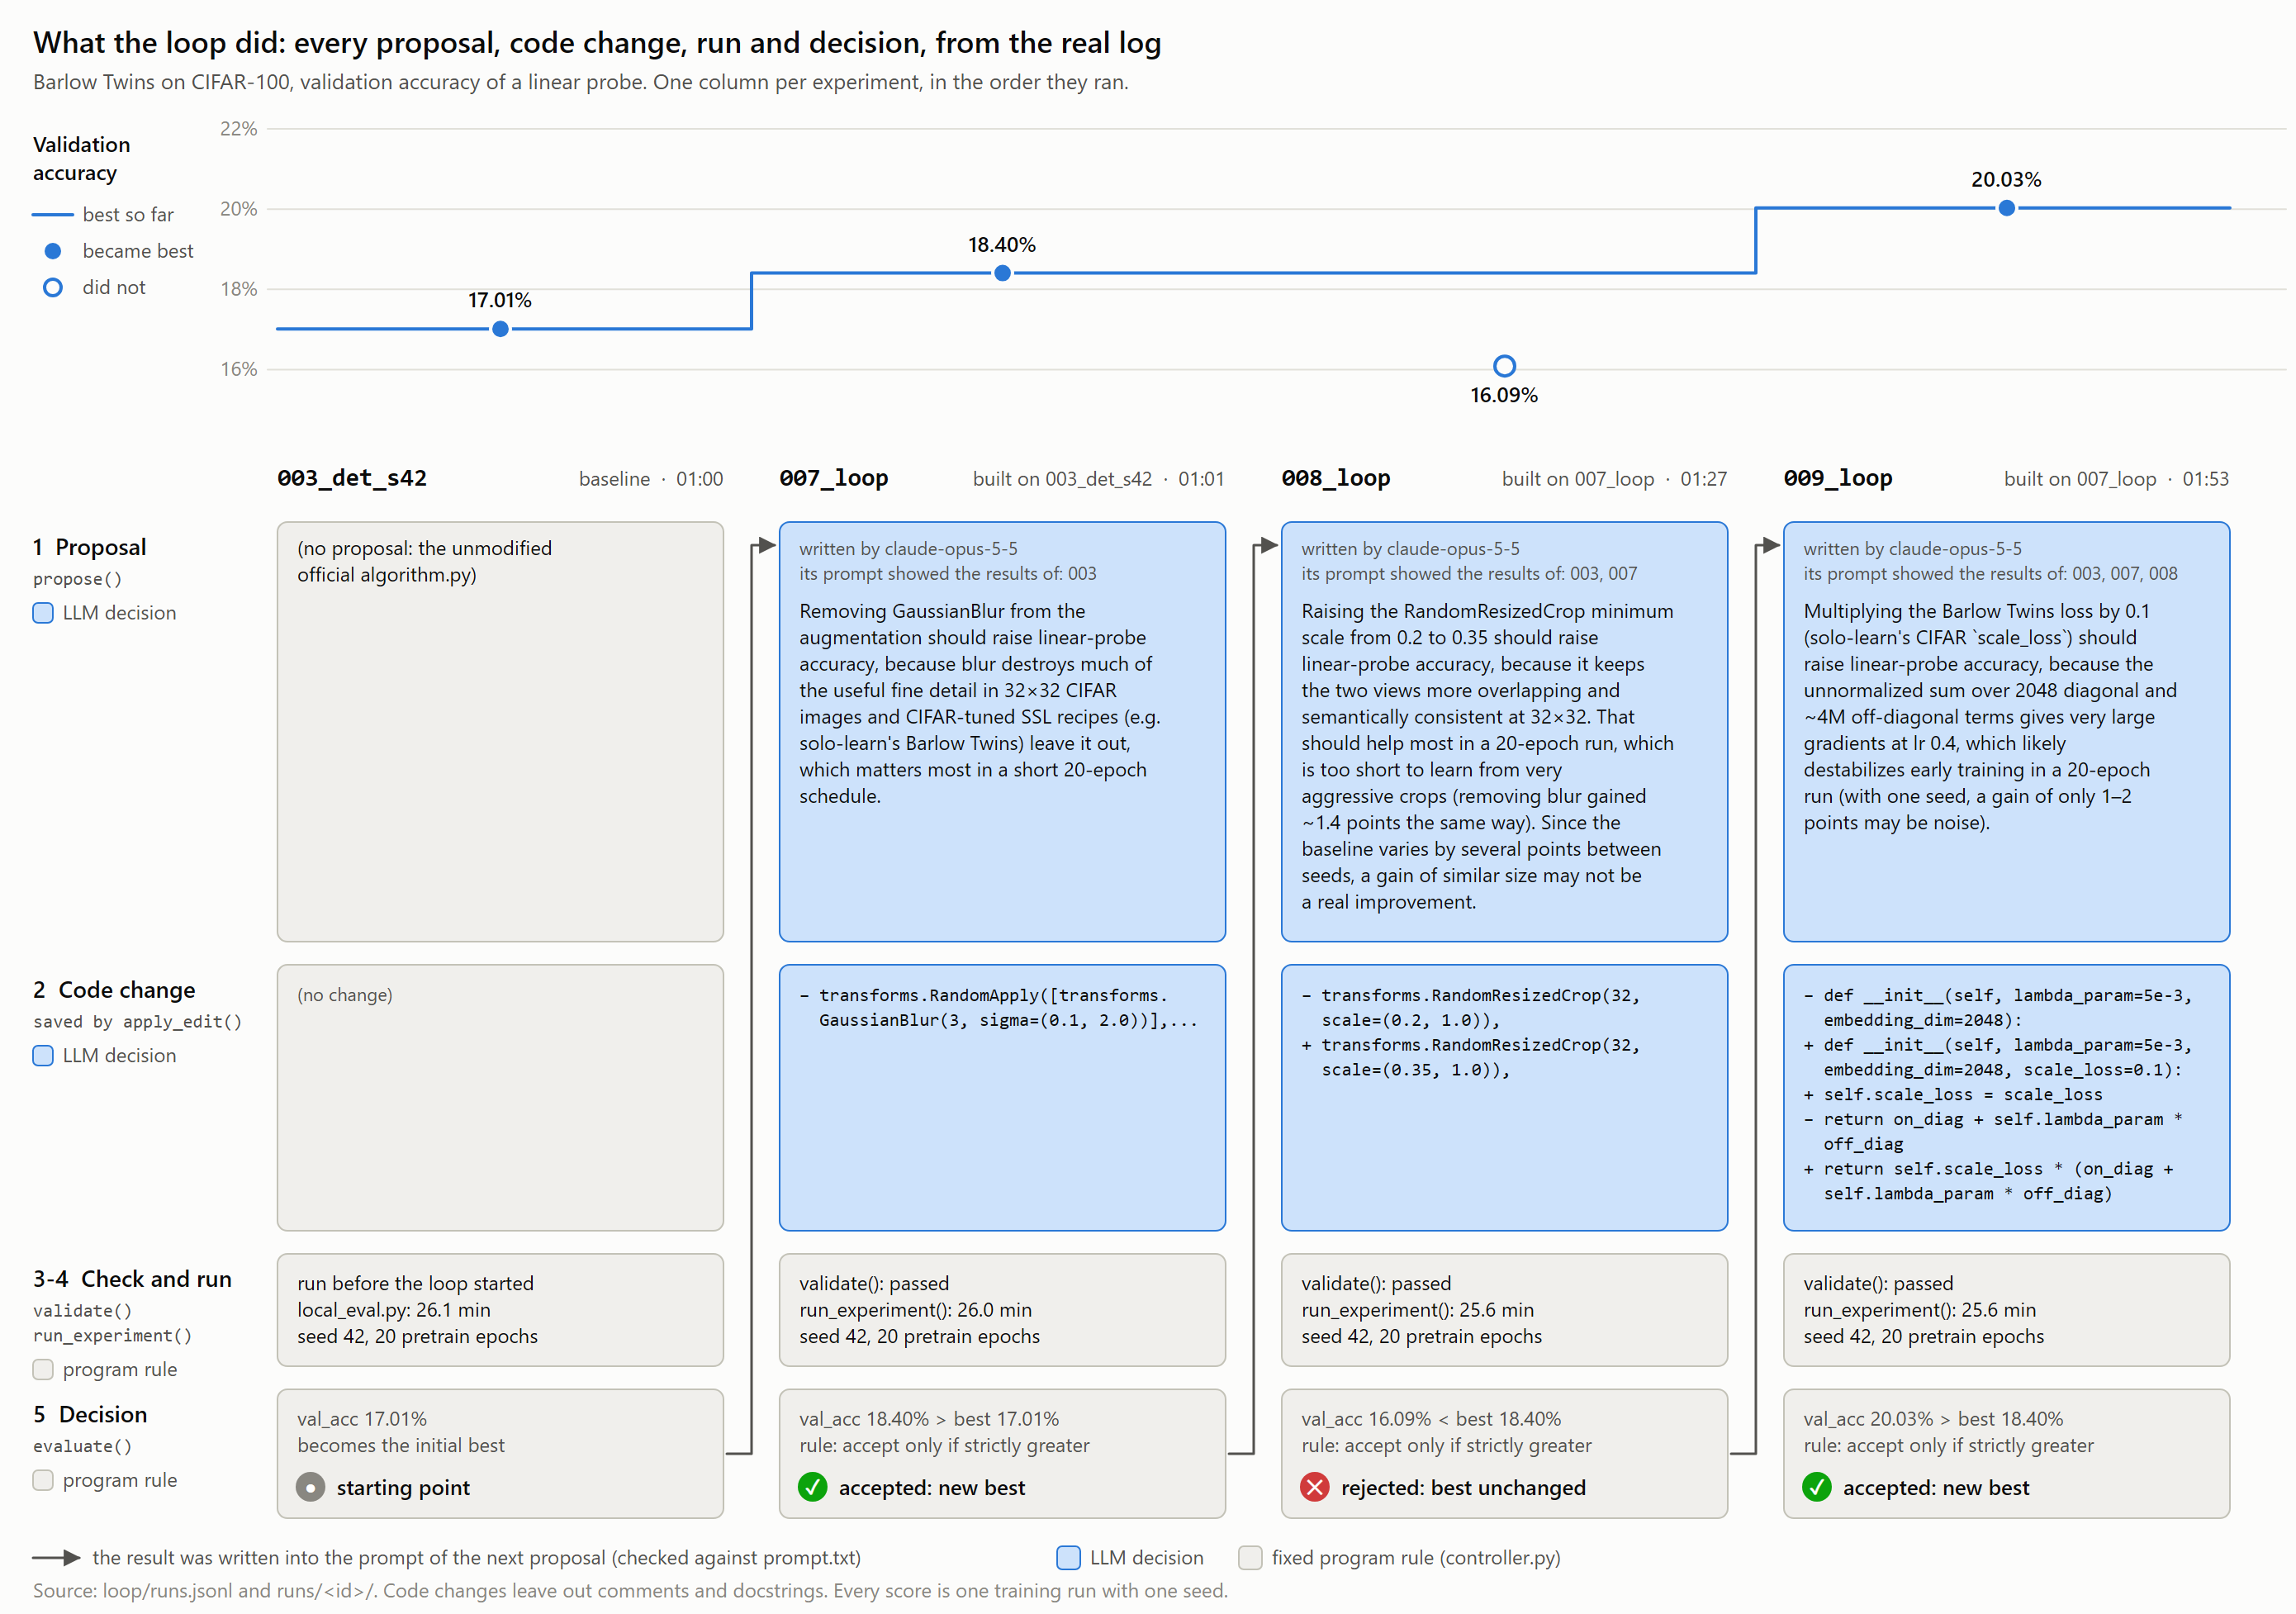 What the loop did: every proposal, code change, run and decision, from the real log
Barlow Twins on CIFAR-100, validation accuracy of a linear probe. One column per experiment, in the order they ran.
Validation
accuracy
best so far
became best
did not
22%
20%
18%
16%
17.01%
18.40%
16.09%
20.03%
003_det_s42
baseline · 01:00
007_loop
built on 003_det_s42 · 01:01
008_loop
built on 007_loop · 01:27
009_loop
built on 007_loop · 01:53
1 Proposal
propose()
LLM decision
(no proposal: the unmodified
official algorithm.py)
written by claude-opus-5-5
its prompt showed the results of: 003
Removing GaussianBlur from the
augmentation should raise linear-probe
accuracy, because blur destroys much of
the useful fine detail in 32×32 CIFAR
images and CIFAR-tuned SSL recipes (e.g.
solo-learn's Barlow Twins) leave it out,
which matters most in a short 20-epoch
schedule.
written by claude-opus-5-5
its prompt showed the results of: 003, 007
Raising the RandomResizedCrop minimum
scale from 0.2 to 0.35 should raise
linear-probe accuracy, because it keeps
the two views more overlapping and
semantically consistent at 32×32. That
should help most in a 20-epoch run, which
is too short to learn from very
aggressive crops (removing blur gained
~1.4 points the same way). Since the
baseline varies by several points between
seeds, a gain of similar size may not be
a real improvement.
written by claude-opus-5-5
its prompt showed the results of: 003, 007, 008
Multiplying the Barlow Twins loss by 0.1
(solo-learn's CIFAR `scale_loss`) should
raise linear-probe accuracy, because the
unnormalized sum over 2048 diagonal and
~4M off-diagonal terms gives very large
gradients at lr 0.4, which likely
destabilizes early training in a 20-epoch
run (with one seed, a gain of only 1–2
points may be noise).
2 Code change
saved by apply_edit()
LLM decision
(no change)
– transforms.RandomApply([transforms.
GaussianBlur(3, sigma=(0.1, 2.0))],...
– transforms.RandomResizedCrop(32,
scale=(0.2, 1.0)),
+ transforms.RandomResizedCrop(32,
scale=(0.35, 1.0)),
– def __init__(self, lambda_param=5e-3,
embedding_dim=2048):
+ def __init__(self, lambda_param=5e-3,
embedding_dim=2048, scale_loss=0.1):
+ self.scale_loss = scale_loss
– return on_diag + self.lambda_param *
off_diag
+ return self.scale_loss * (on_diag +
self.lambda_param * off_diag)
3-4 Check and run
validate()
run_experiment()
program rule
run before the loop started
local_eval.py: 26.1 min
seed 42, 20 pretrain epochs
validate(): passed
run_experiment(): 26.0 min
seed 42, 20 pretrain epochs
validate(): passed
run_experiment(): 25.6 min
seed 42, 20 pretrain epochs
validate(): passed
run_experiment(): 25.6 min
seed 42, 20 pretrain epochs
5 Decision
evaluate()
program rule
val_acc 17.01%
becomes the initial best
starting point
val_acc 18.40% > best 17.01%
rule: accept only if strictly greater
accepted: new best
val_acc 16.09% < best 18.40%
rule: accept only if strictly greater
rejected: best unchanged
val_acc 20.03% > best 18.40%
rule: accept only if strictly greater
accepted: new best
the result was written into the prompt of the next proposal (checked against prompt.txt)
LLM decision
fixed program rule (controller.py)
Source: loop/runs.jsonl and runs/<id>/. Code changes leave out comments and docstrings. Every score is one training run with one seed.